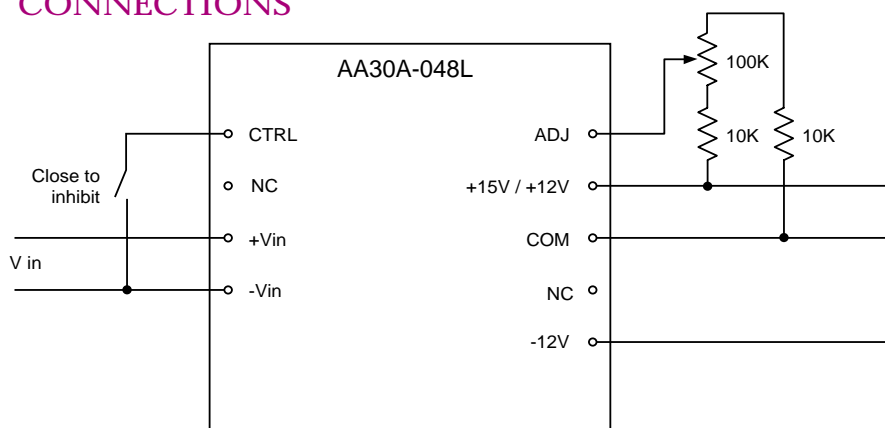 CONNECTIONS
AA30A-048L
100K
CTRL
ADJ
10K
10K
Close to
inhibit
NC
+15V / +12V
+Vin
COM
V in
-Vin
NC
-12V